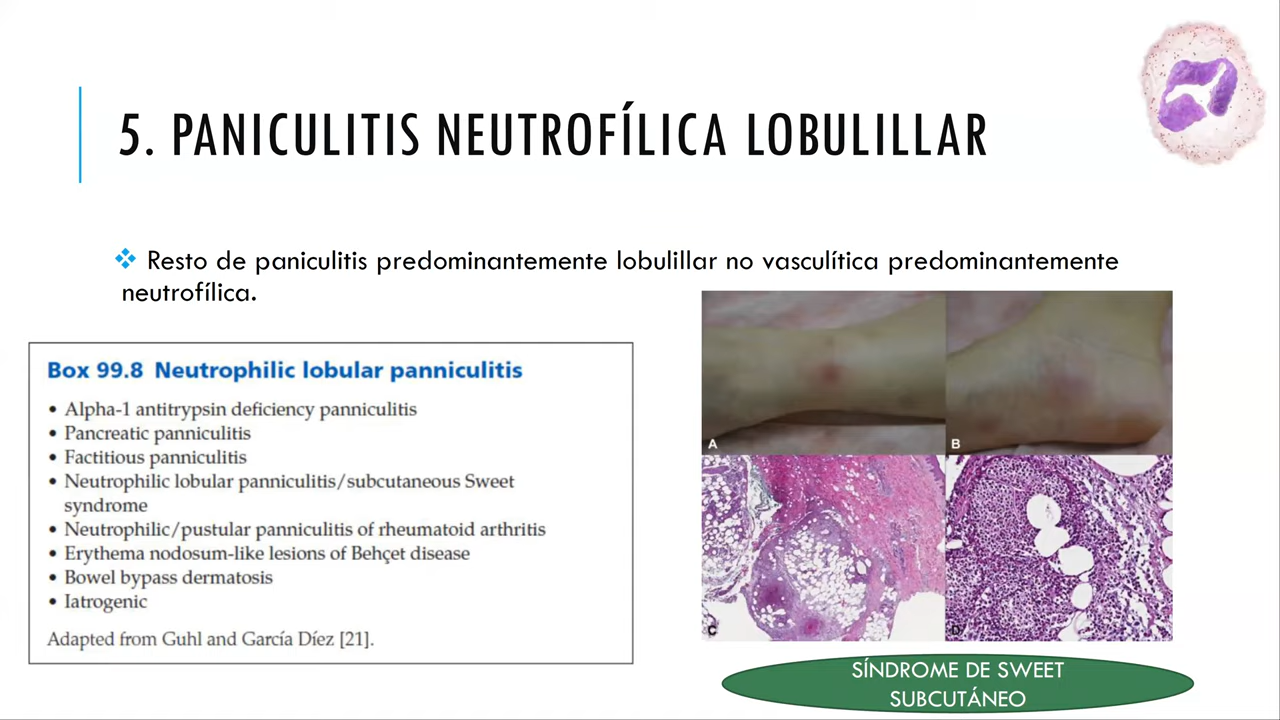 5. PANICULITIS NEUTROFÍLICA LOBULILLAR
❖ Resto de paniculitis predominantemente lobulillar no vasculítica predominantemente
neutrofílica.
Box 99.8 Neutrophilic lobular panniculitis
• Alpha-1 antitrypsin deficiency panniculitis
• Pancreatic panniculitis
• Factitious panniculitis
• Neutrophilic lobular panniculitis/subcutaneous Sweet
syndrome
• Neutrophilic/pustular panniculitis of rheumatoid arthritis
• Erythema nodosum-like lesions of Behçet disease
• Bowel bypass dermatosis
• Iatrogenic
Adapted from Guhl and García Díez [21].
A
B
C
D
SÍNDROME DE SWEET
SUBCUTÁNEO